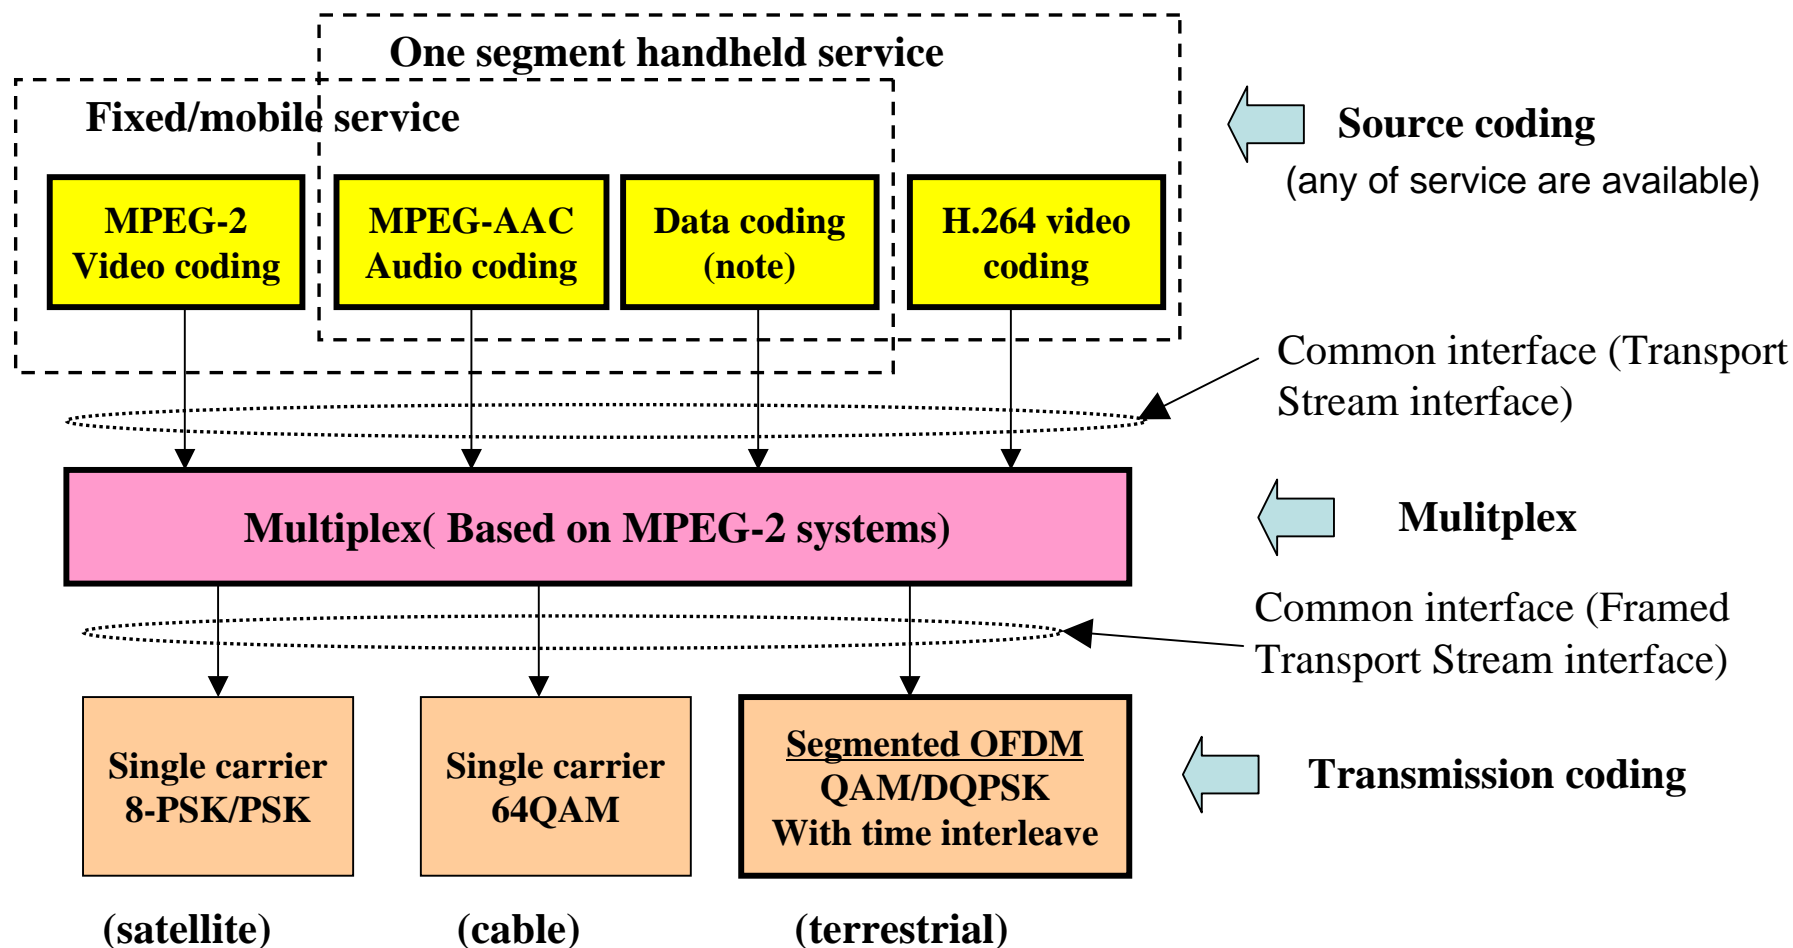 One segment handheld service
Fixed/mobile service
Source coding
(any of service are available)
MPEG-2
Video coding
MPEG-AAC
Audio coding
Data coding
(note)
H.264 video
coding
Common interface (Transport
Stream interface)
Multiplex( Based on MPEG-2 systems)
Mulitplex
Common interface (Framed
Transport Stream interface)
Single carrier
8-PSK/PSK
Single carrier
64QAM
Segmented OFDM
QAM/DQPSK
With time interleave
Transmission coding
(satellite)
(cable)
(terrestrial)